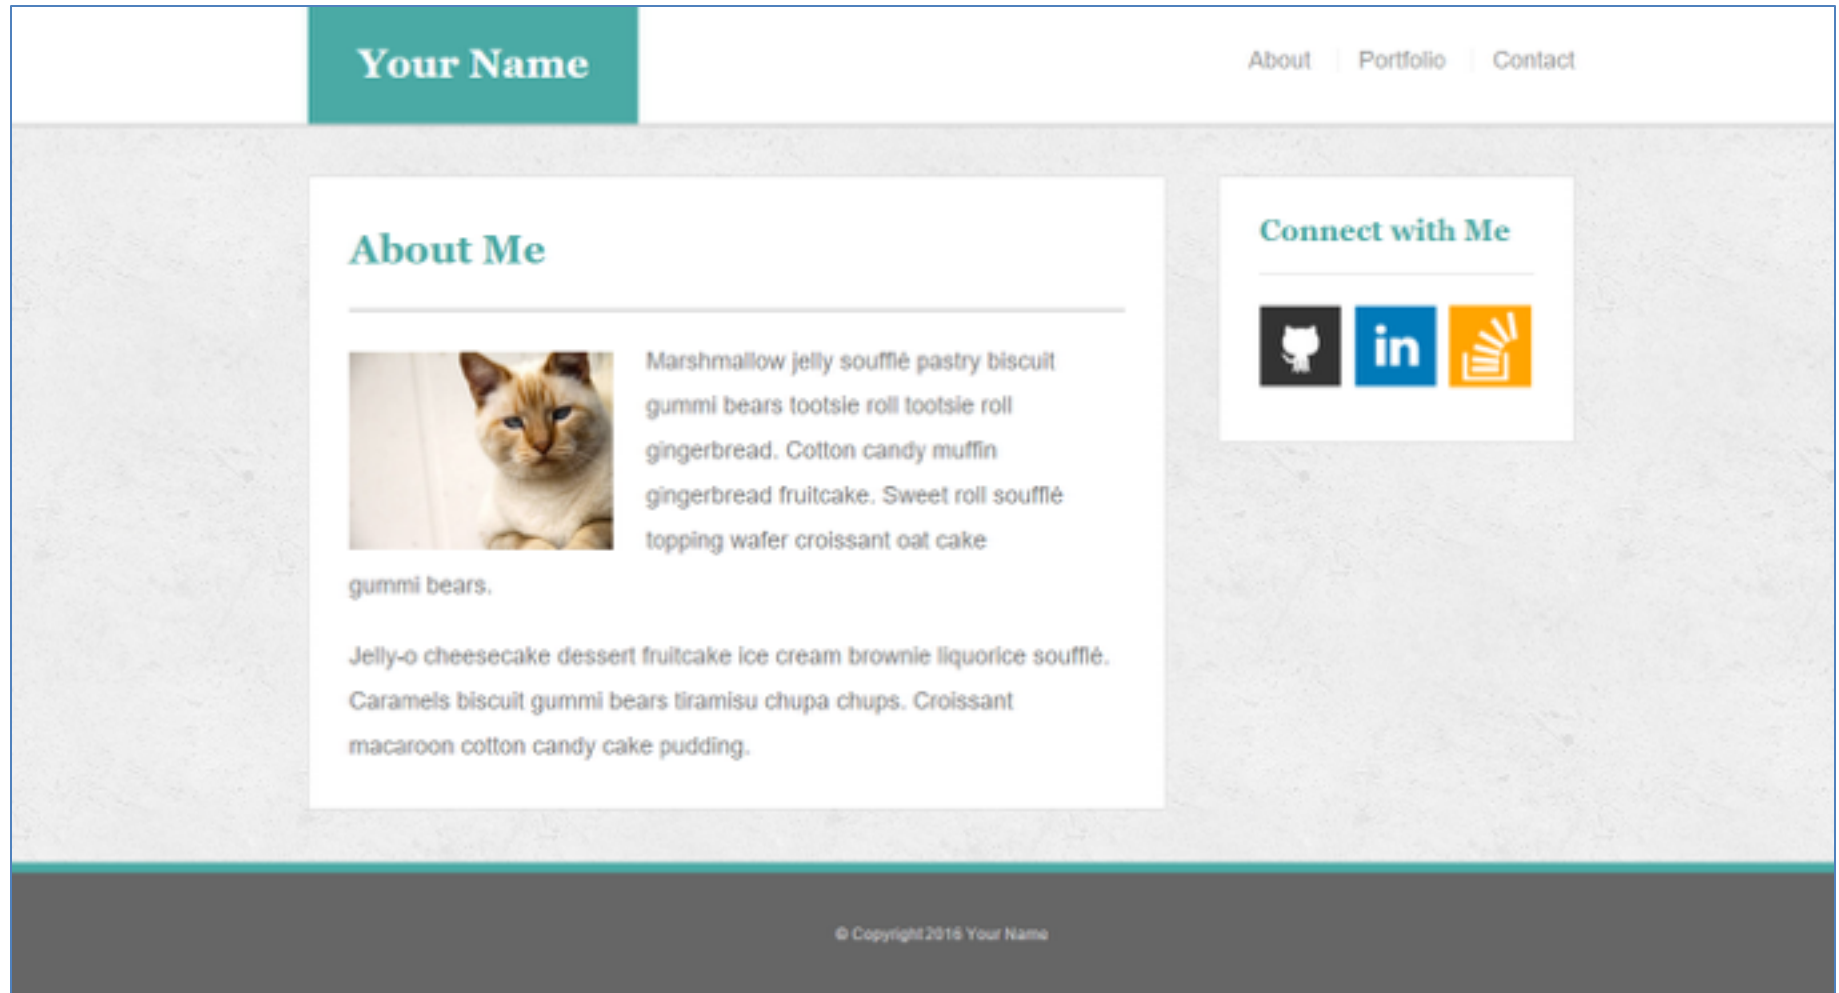 Your Name
About
Portfolio
Contact
About Me
Marshmallow jelly soufflé pastry biscuit
gummi bears tootsie roll tootsie roll
gingerbread. Cotton candy muffin
gingerbread fruitcake. Sweet roll soufflé
topping wafer croissant oat cake
gummi bears.
Jelly-o cheesecake dessert fruitcake ice cream brownie liquorice soufflé.
Caramels biscuit gummi bears tiramisu chupa chups. Croissant
macaroon cotton candy cake pudding.
Connect with Me
in
© Copyright 2016 Your Name